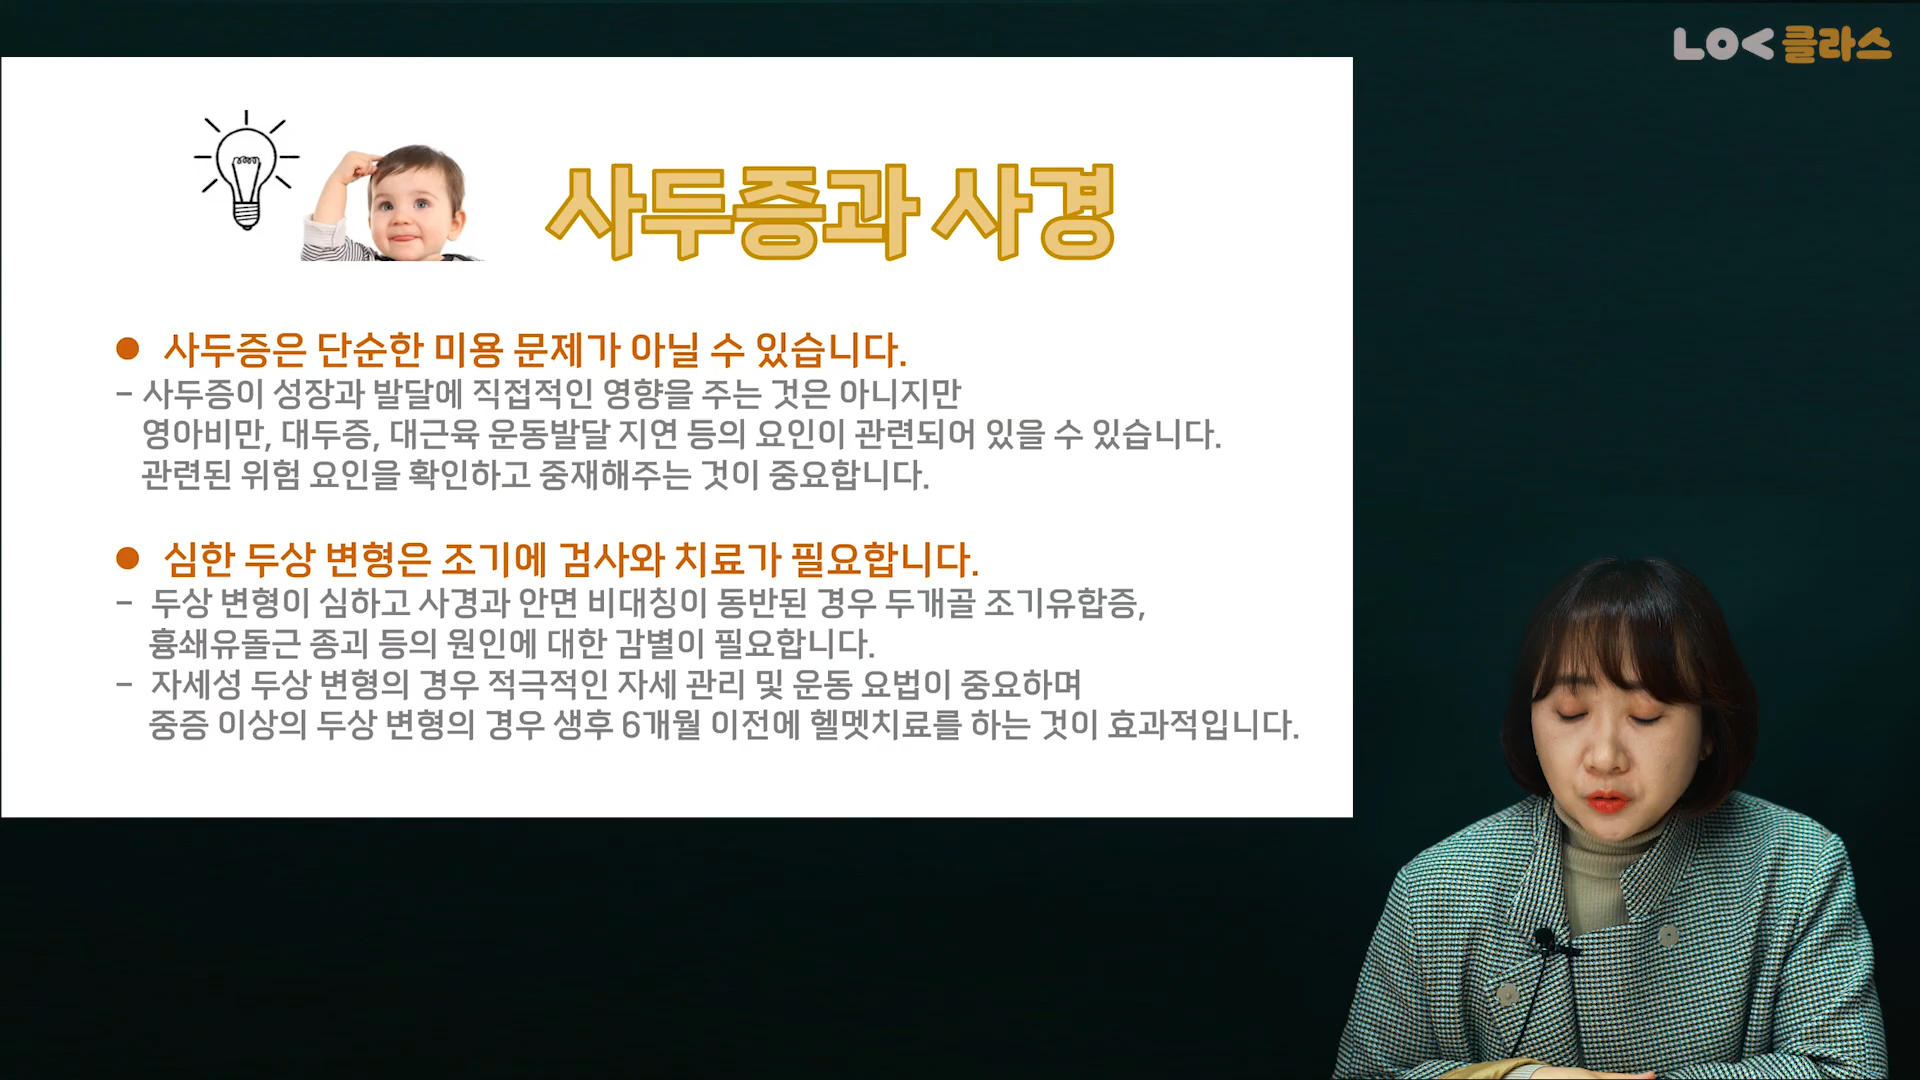 LOC 클라스
사두증과 사경
● 사두증은 단순한 미용 문제가 아닐 수 있습니다.
- 사두증이 성장과 발달에 직접적인 영향을 주는 것은 아니지만
영아비만, 대두증, 대근육 운동발달 지연 등의 요인이 관련되어 있을 수 있습니다.
관련된 위험 요인을 확인하고 중재해주는 것이 중요합니다.
● 심한 두상 변형은 조기에 검사와 치료가 필요합니다.
- 두상 변형이 심하고 사경과 안면 비대칭이 동반된 경우 두개골 조기유합증,
흉쇄유돌근 종괴 등의 원인에 대한 감별이 필요합니다.
- 자세성 두상 변형의 경우 적극적인 자세 관리 및 운동 요법이 중요하며
중증 이상의 두상 변형의 경우 생후 6개월 이전에 헬멧치료를 하는 것이 효과적입니다.